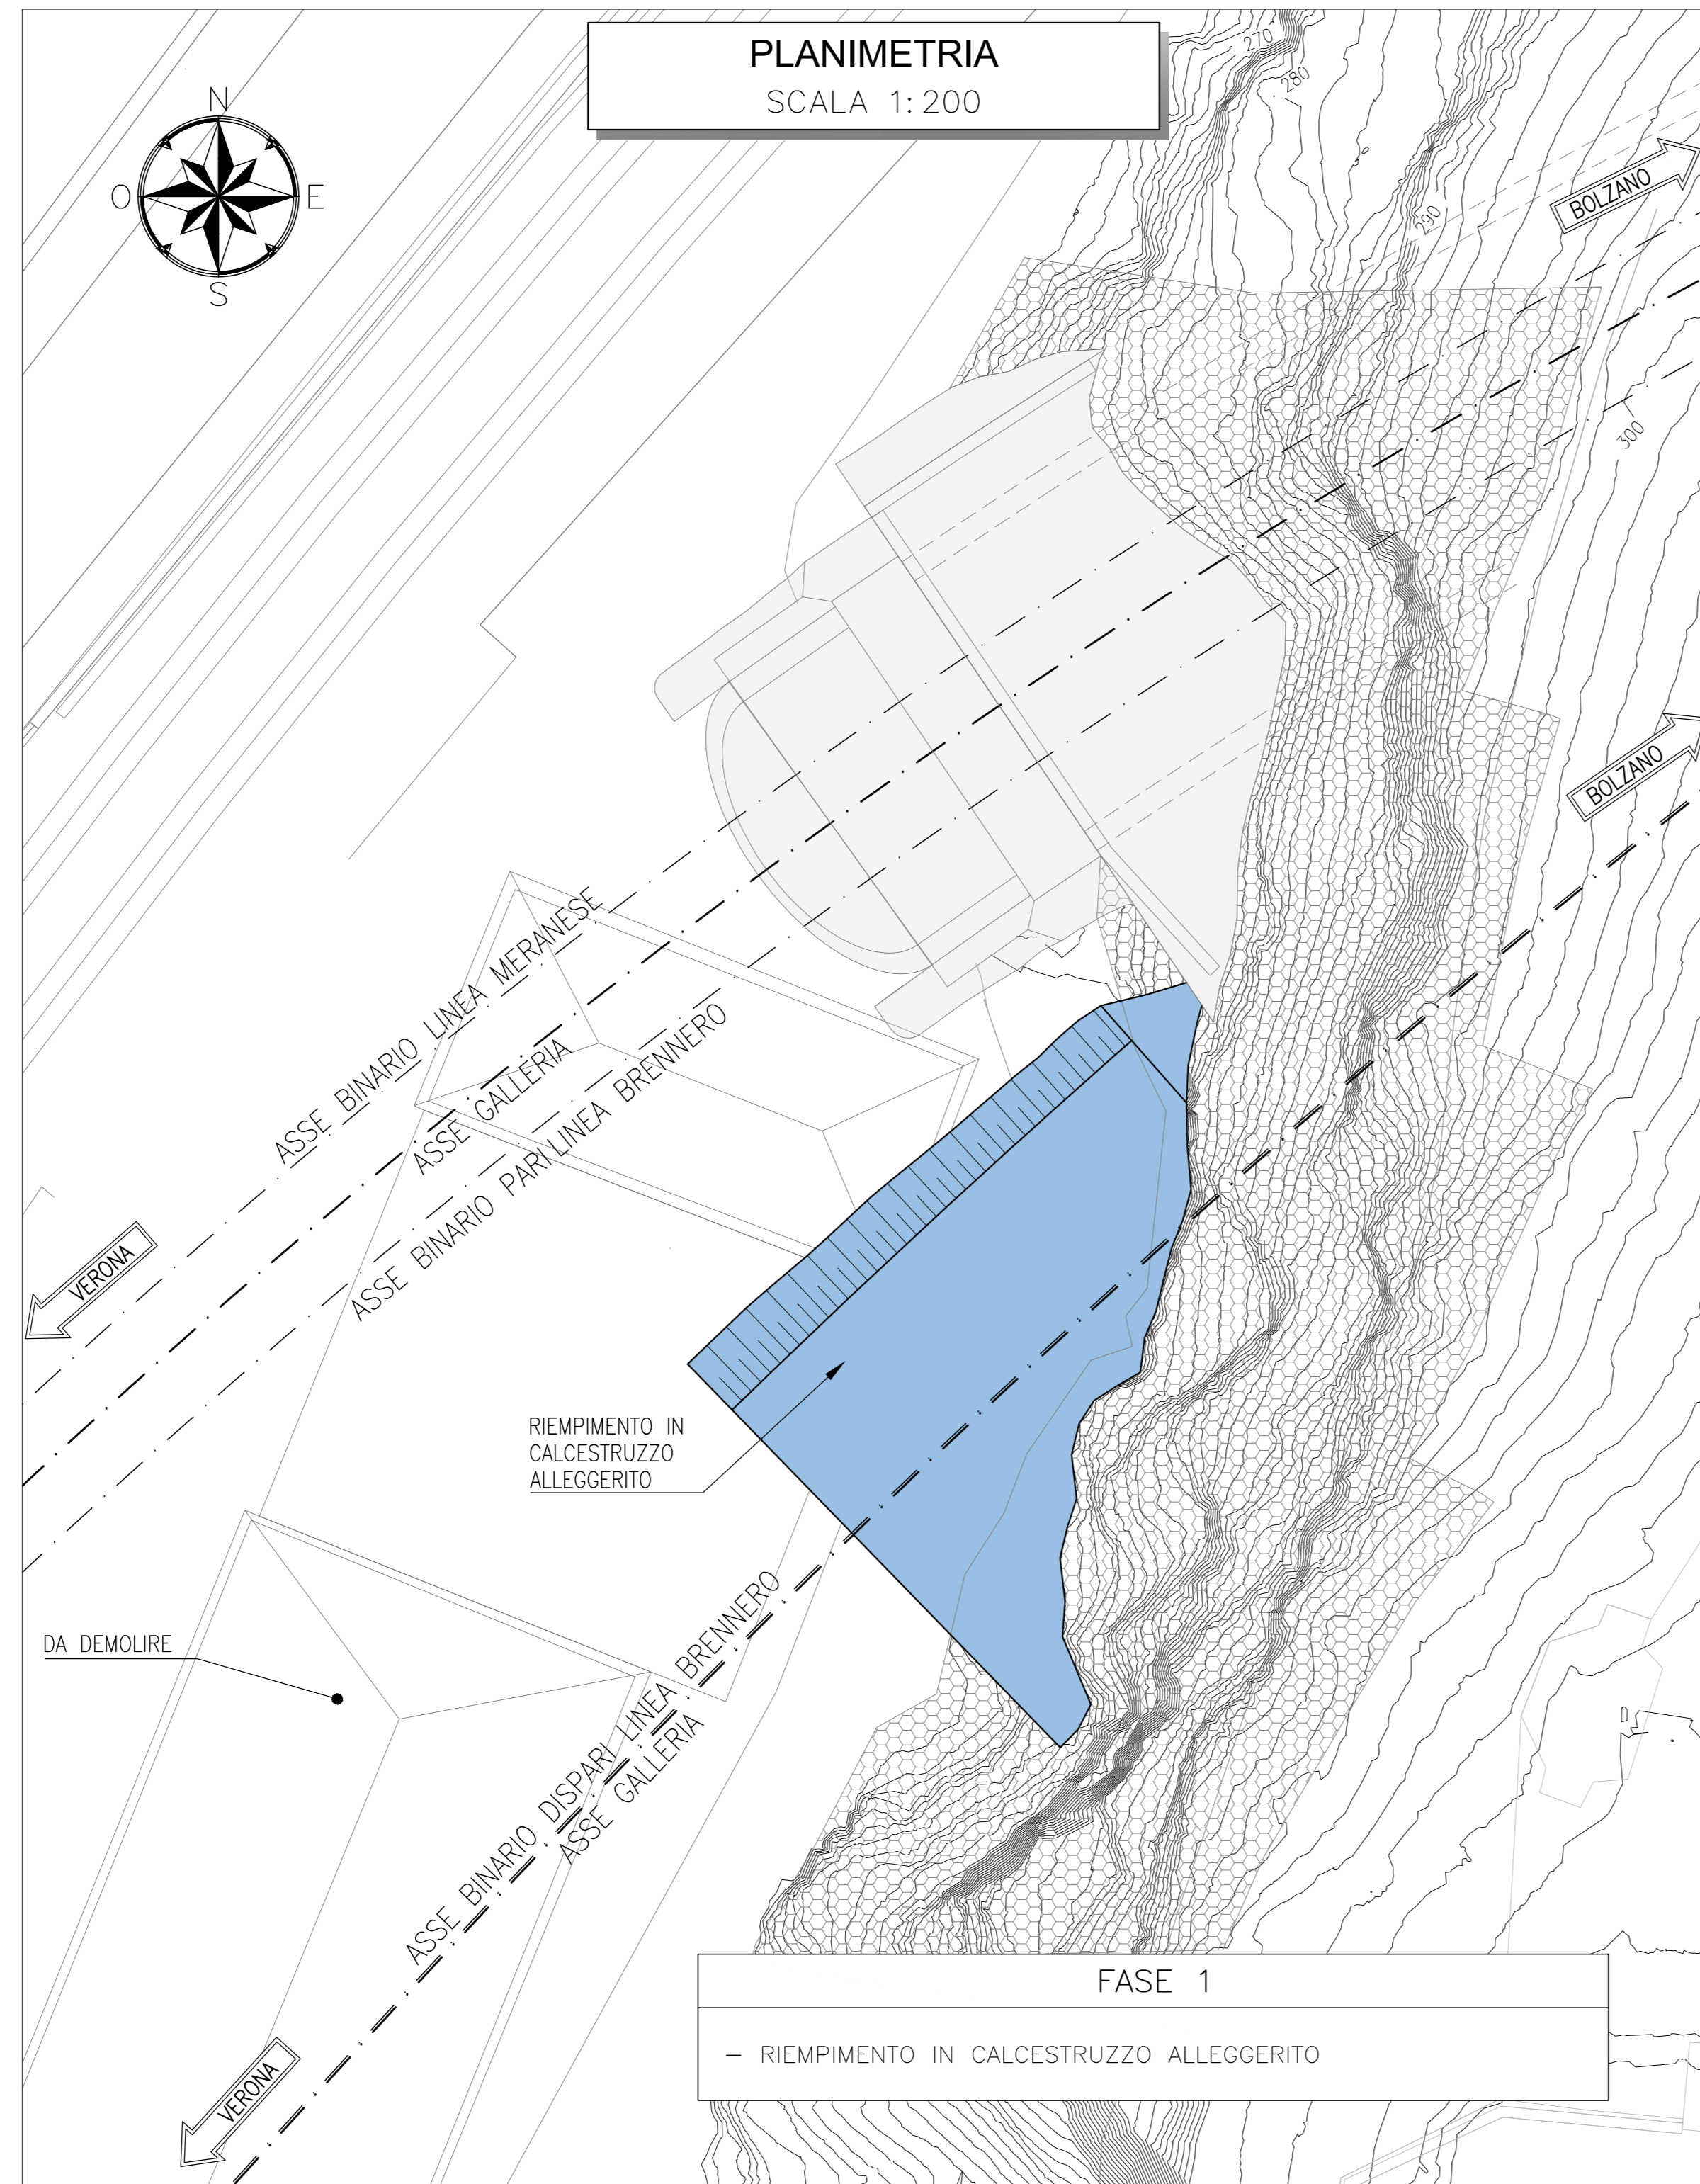 PLANIMETRIA
SCALA 1:200
N
O
E
S
270
280
290
300
BOLZANO
BOLZANO
ASSE BINARIO LINEA MERANESE
ASSE GALLERIA
ASSE BINARIO PARI LINEA BRENNERO
VERONA
RIEMPIMENTO IN
CALCESTRUZZO
ALLEGGERITO
DA DEMOLIRE
ASSE BINARIO DISPARI LINEA BRENNERO
ASSE GALLERIA
VERONA
FASE 1
– RIEMPIMENTO IN CALCESTRUZZO ALLEGGERITO